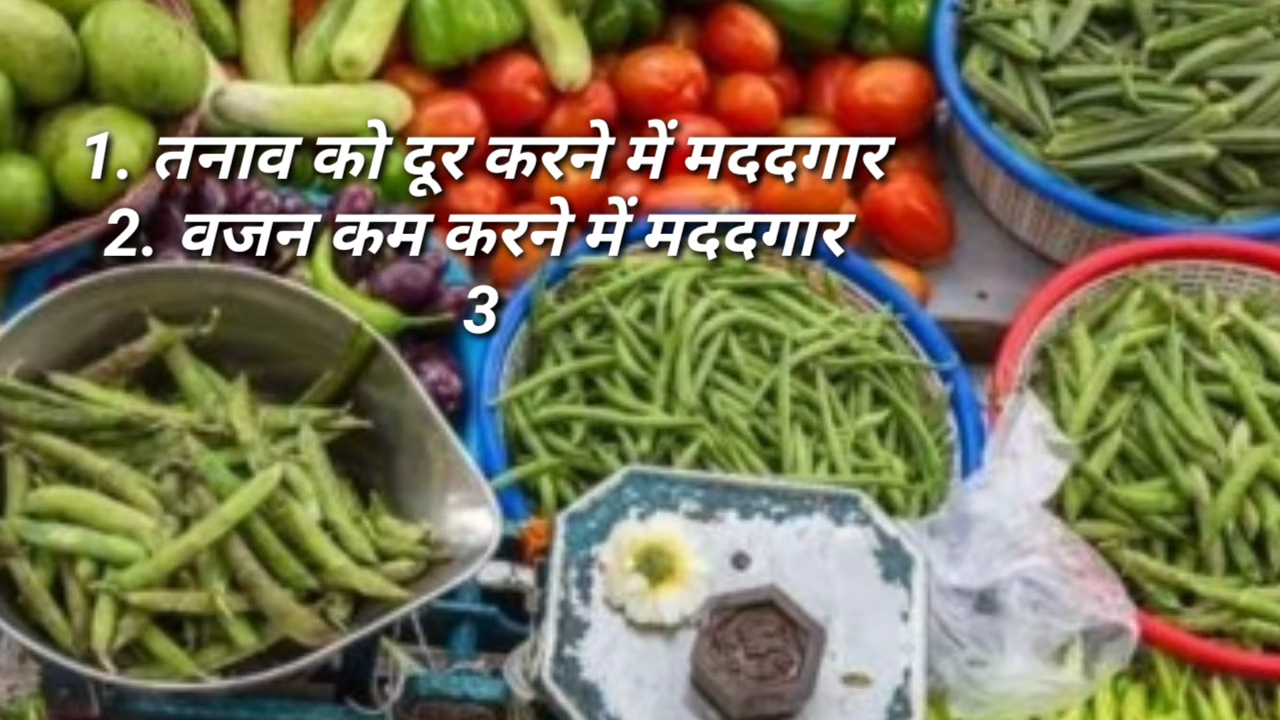 1. तनाव को दूर करने में मददगार
2. वजन कम करने में मददगार
3